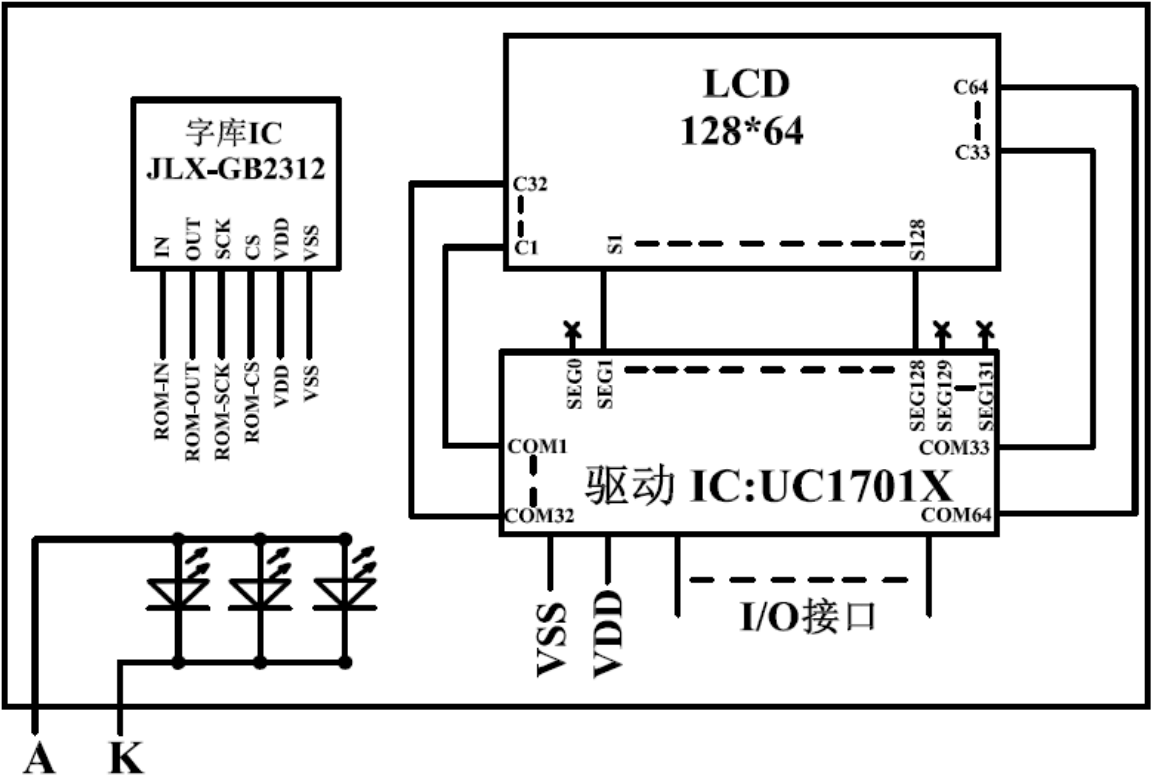 字库IC
JLX-GB2312
IN
OUT
SCK
CS
VDD
VSS
ROM-IN
ROM-OUT
ROM-SCK
ROM-CS
VDD
VSS
LCD
128*64
C64
C33
C32
C1
S1
S128
SEG0
SEG1
SEG128
SEG129
SEG131
COM1
COM33
驱动 IC:UC1701X
COM32
COM64
VSS
VDD
I/O接口
A
K